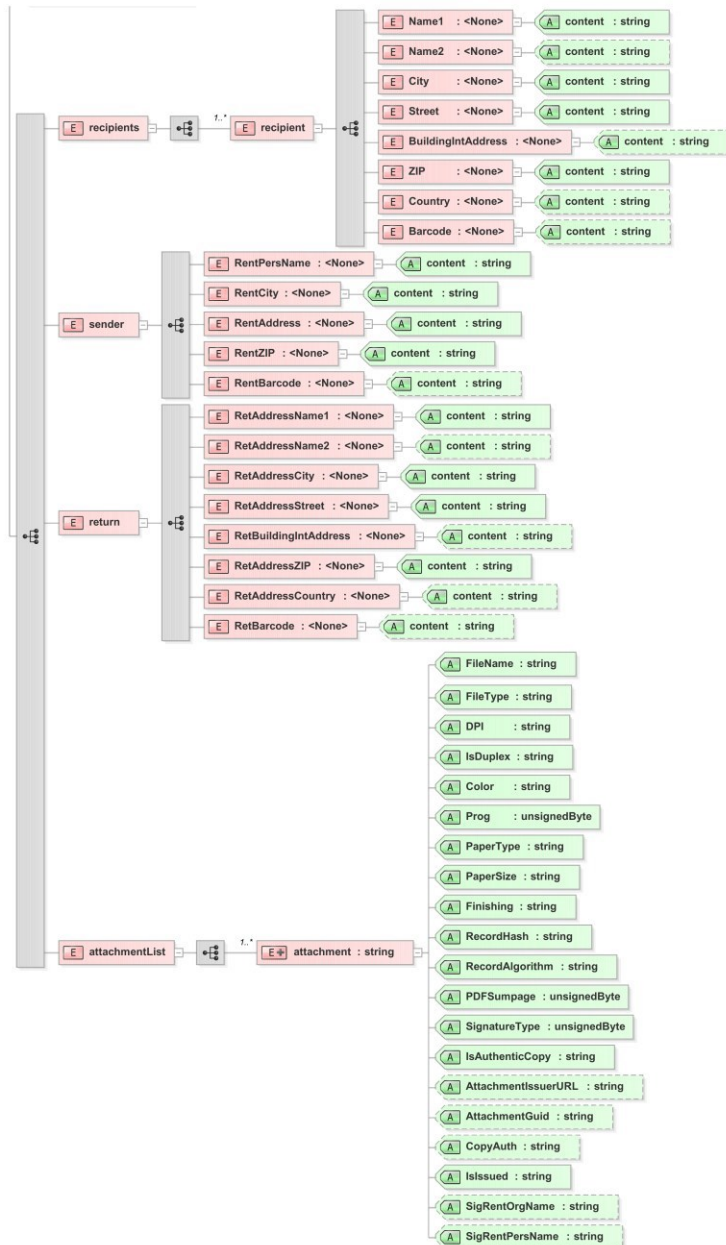 E Name1 : <None> A content : string
E Name2 : <None> A content : string
E City : <None> A content : string
E Street : <None> A content : string
E recipients 1..* E recipient
E BuildingIntAddress : <None> A content : string
E ZIP : <None> A content : string
E Country : <None> A content : string
E Barcode : <None> A content : string
E RentPersName : <None> A content : string
E RentCity : <None> A content : string
E sender E RentAddress : <None> A content : string
E RentZIP : <None> A content : string
E RentBarcode : <None> A content : string
E RetAddressName1 : <None> A content : string
E RetAddressName2 : <None> A content : string
E RetAddressCity : <None> A content : string
E RetAddressStreet : <None> A content : string
E return
E RetBuildingIntAddress : <None> A content : string
E RetAddressZIP : <None> A content : string
E RetAddressCountry : <None> A content : string
E RetBarcode : <None> A content : string
A FileName : string
A FileType : string
A DPI : string
A IsDuplex : string
A Color : string
A Prog : unsignedByte
A PaperType : string
A PaperSize : string
A Finishing : string
A RecordHash : string
E attachmentList 1..* E attachment : string
A RecordAlgorithm : string
A PDFSumpage : unsignedByte
A SignatureType : unsignedByte
A IsAuthenticCopy : string
A AttachmentIssuerURL : string
A AttachmentGuid : string
A CopyAuth : string
A IsIssued : string
A SigRentOrgName : string
A SigRentPersName : string